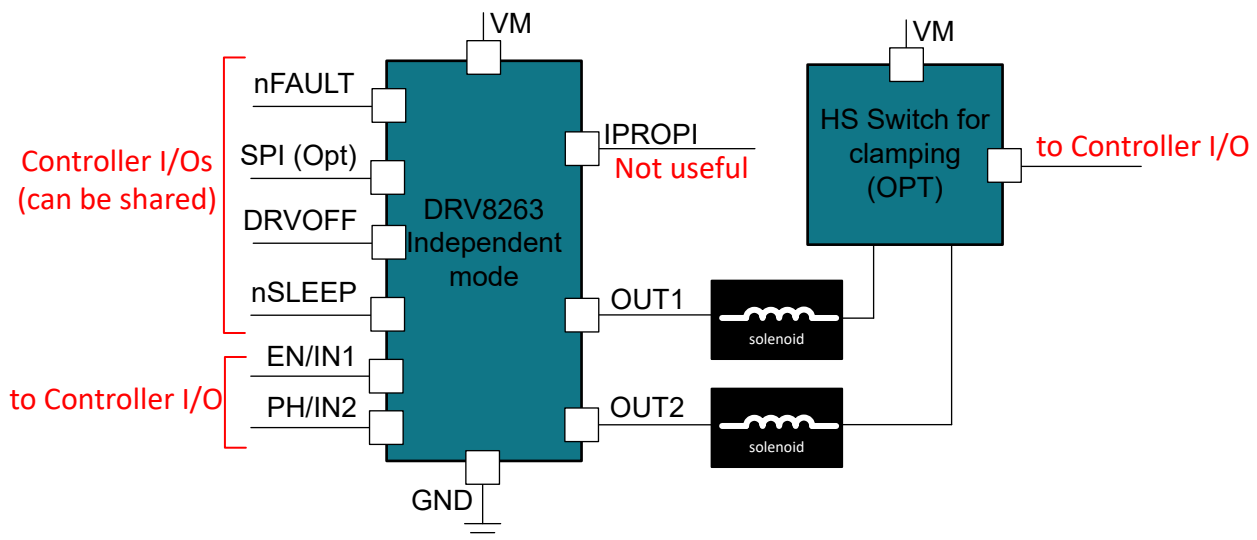 VM
nFAULT
SPI (Opt)
DRVOFF
nSLEEP
EN/IN1
PH/IN2
Controller I/Os
(can be shared)
to Controller I/O
DRV8263
Independent
mode
GND
IPROPI
Not useful
OUT1
OUT2
solenoid
solenoid
VM
HS Switch for
clamping
(OPT)
to Controller I/O